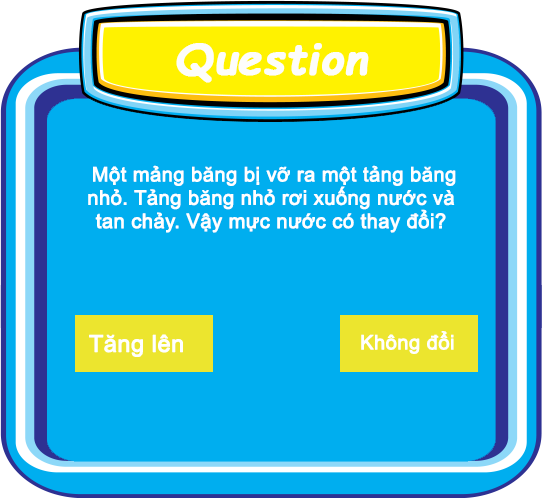 Question
Một mảng băng bị vỡ ra một tảng băng
nhỏ. Tảng băng nhỏ rơi xuống nước và
tan chảy. Vậy mực nước có thay đổi?
Tăng lên
Không đổi